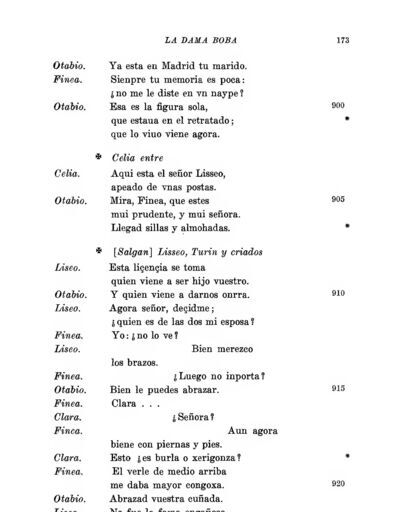 LA DAMA BOBA 173
Otabio. Ya esta en Madrid tu marido.
Finea. Sienpre tu memoria es poca:
¿no me le diste en vn naype?
Otabio. Esa es la figura sola, 900
que estaua en el retratado; *
que lo viuo viene agora.
✠ Celia entre
Celia. Aqui esta el señor Lisseo,
apeado de vnas postas.
Otabio. Mira, Finea, que estes 905
mui prudente, y mui señora.
Llegad sillas y almohadas. *
✠ [Salgan] Lisseo, Turin y criados
Liseo. Esta liçençia se toma
quien viene a ser hijo vuestro.
Otabio. Y quien viene a darnos onrra. 910
Liseo. Agora señor, deçidme;
¿quien es de las dos mi esposa?
Finea. Yo: ¿no lo ve?
Liseo. Bien merezco
los brazos.
Finea. ¿Luego no inporta?
Otabio. Bien le puedes abrazar. 915
Finea. Clara . . .
Clara. ¿Señora?
Finea. Aun agora
biene con piernas y pies.
Clara. Esto ¿es burla o xerigonza? *
Finea. El verle de medio arriba
me daba mayor congoxa. 920
Otabio. Abrazad vuestra cuñada.